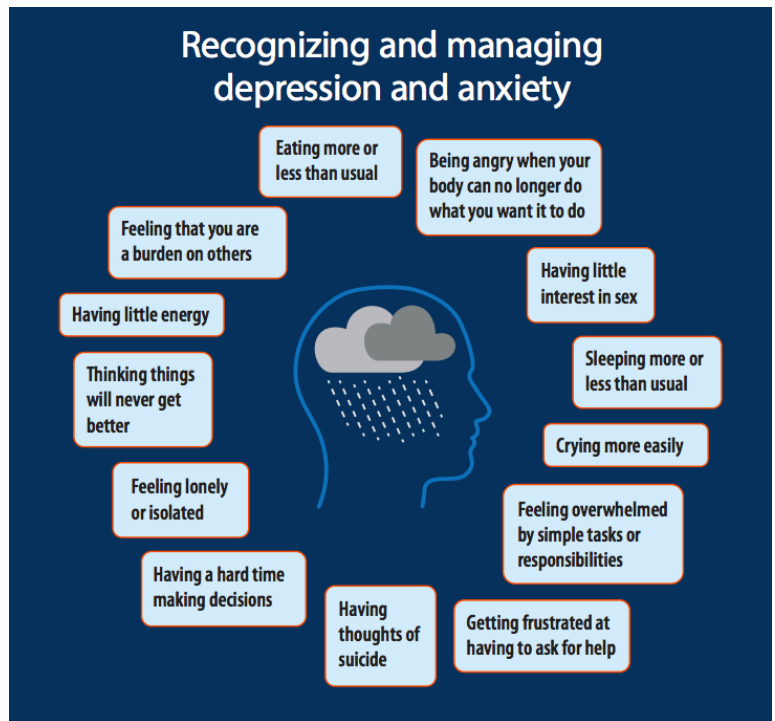 Recognizing and managing
depression and anxiety
Eating more or
less than usual
Being angry when your
body can no longer do
what you want it to do
Feeling that you are
a burden on others
Having little
interest in sex
Having little energy
Sleeping more or
less than usual
Thinking things
will never get
better
Crying more easily
Feeling lonely
or isolated
Feeling overwhelmed
by simple tasks or
responsibilities
Having a hard time
making decisions
Having
thoughts of
suicide
Getting frustrated at
having to ask for help